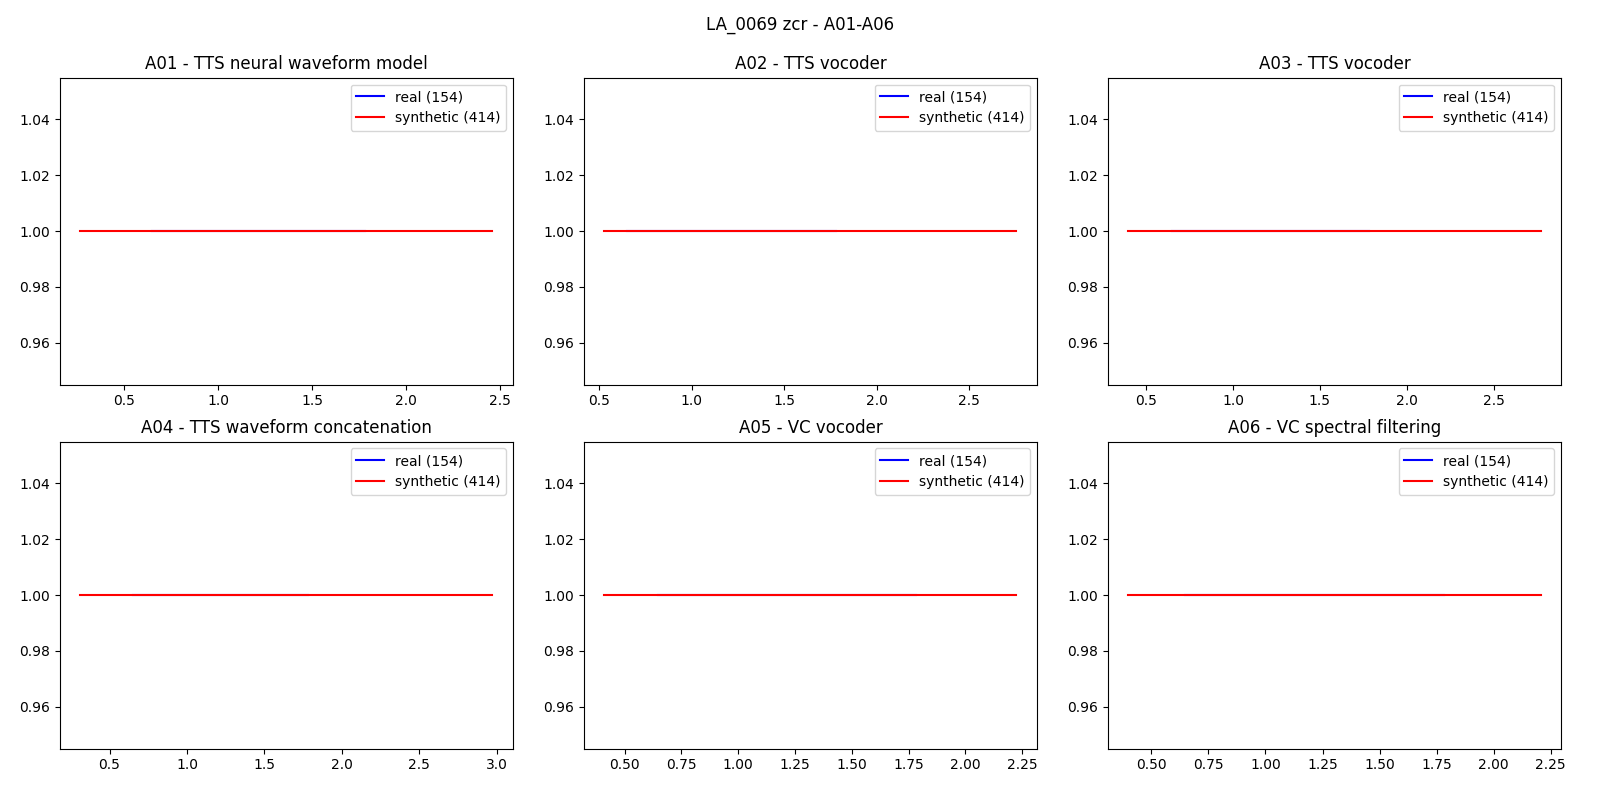 LA_0069 zcr - A01-A06
A01 - TTS neural waveform model
real (154)
synthetic (414)
1.04
1.02
1.00
0.98
0.96
0.5 1.0 1.5 2.0 2.5
A02 - TTS vocoder
real (154)
synthetic (414)
1.04
1.02
1.00
0.98
0.96
0.5 1.0 1.5 2.0 2.5
A03 - TTS vocoder
real (154)
synthetic (414)
1.04
1.02
1.00
0.98
0.96
0.5 1.0 1.5 2.0 2.5
A04 - TTS waveform concatenation
real (154)
synthetic (414)
1.04
1.02
1.00
0.98
0.96
0.5 1.0 1.5 2.0 2.5 3.0
A05 - VC vocoder
real (154)
synthetic (414)
1.04
1.02
1.00
0.98
0.96
0.50 0.75 1.00 1.25 1.50 1.75 2.00 2.25
A06 - VC spectral filtering
real (154)
synthetic (414)
1.04
1.02
1.00
0.98
0.96
0.50 0.75 1.00 1.25 1.50 1.75 2.00 2.25